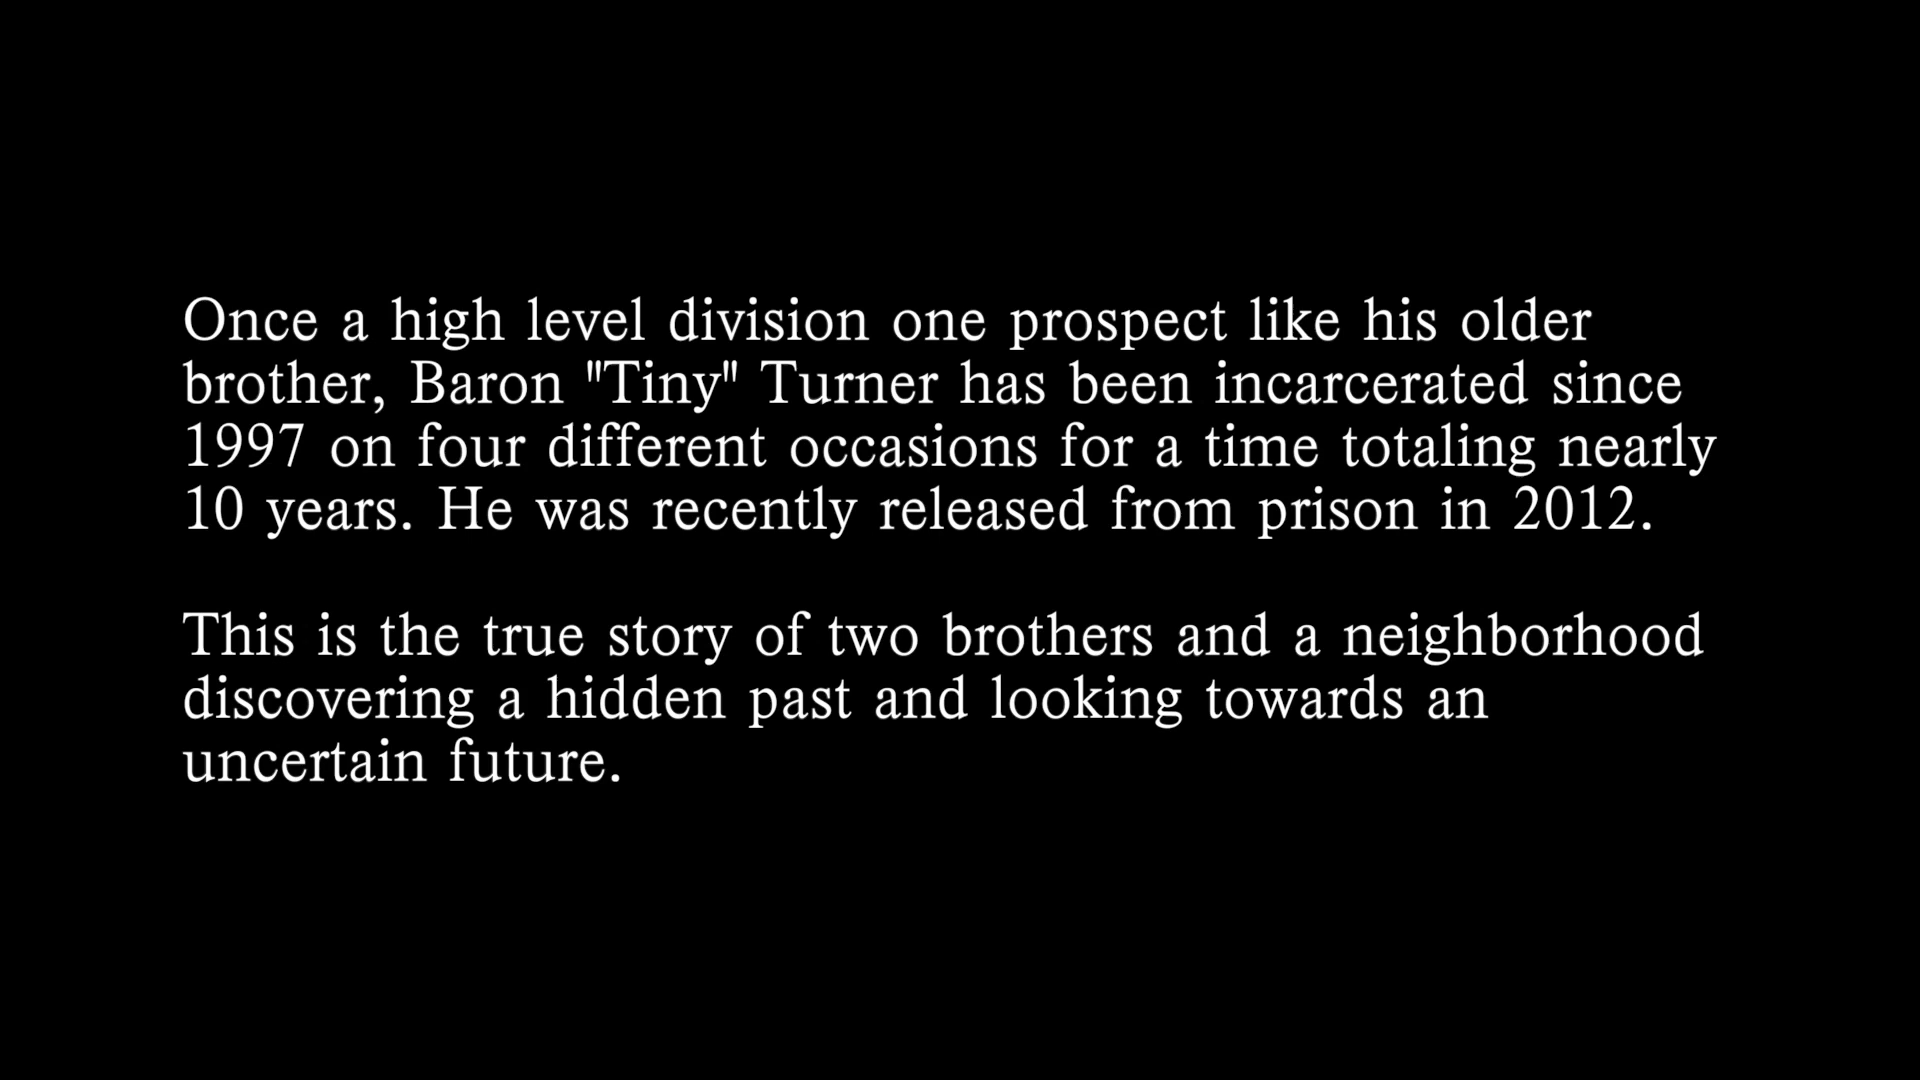 Once a high level division one prospect like his older
brother, Baron "Tiny" Turner has been incarcerated since
1997 on four different occasions for a time totaling nearly
10 years. He was recently released from prison in 2012.
This is the true story of two brothers and a neighborhood
discovering a hidden past and looking towards an
uncertain future.